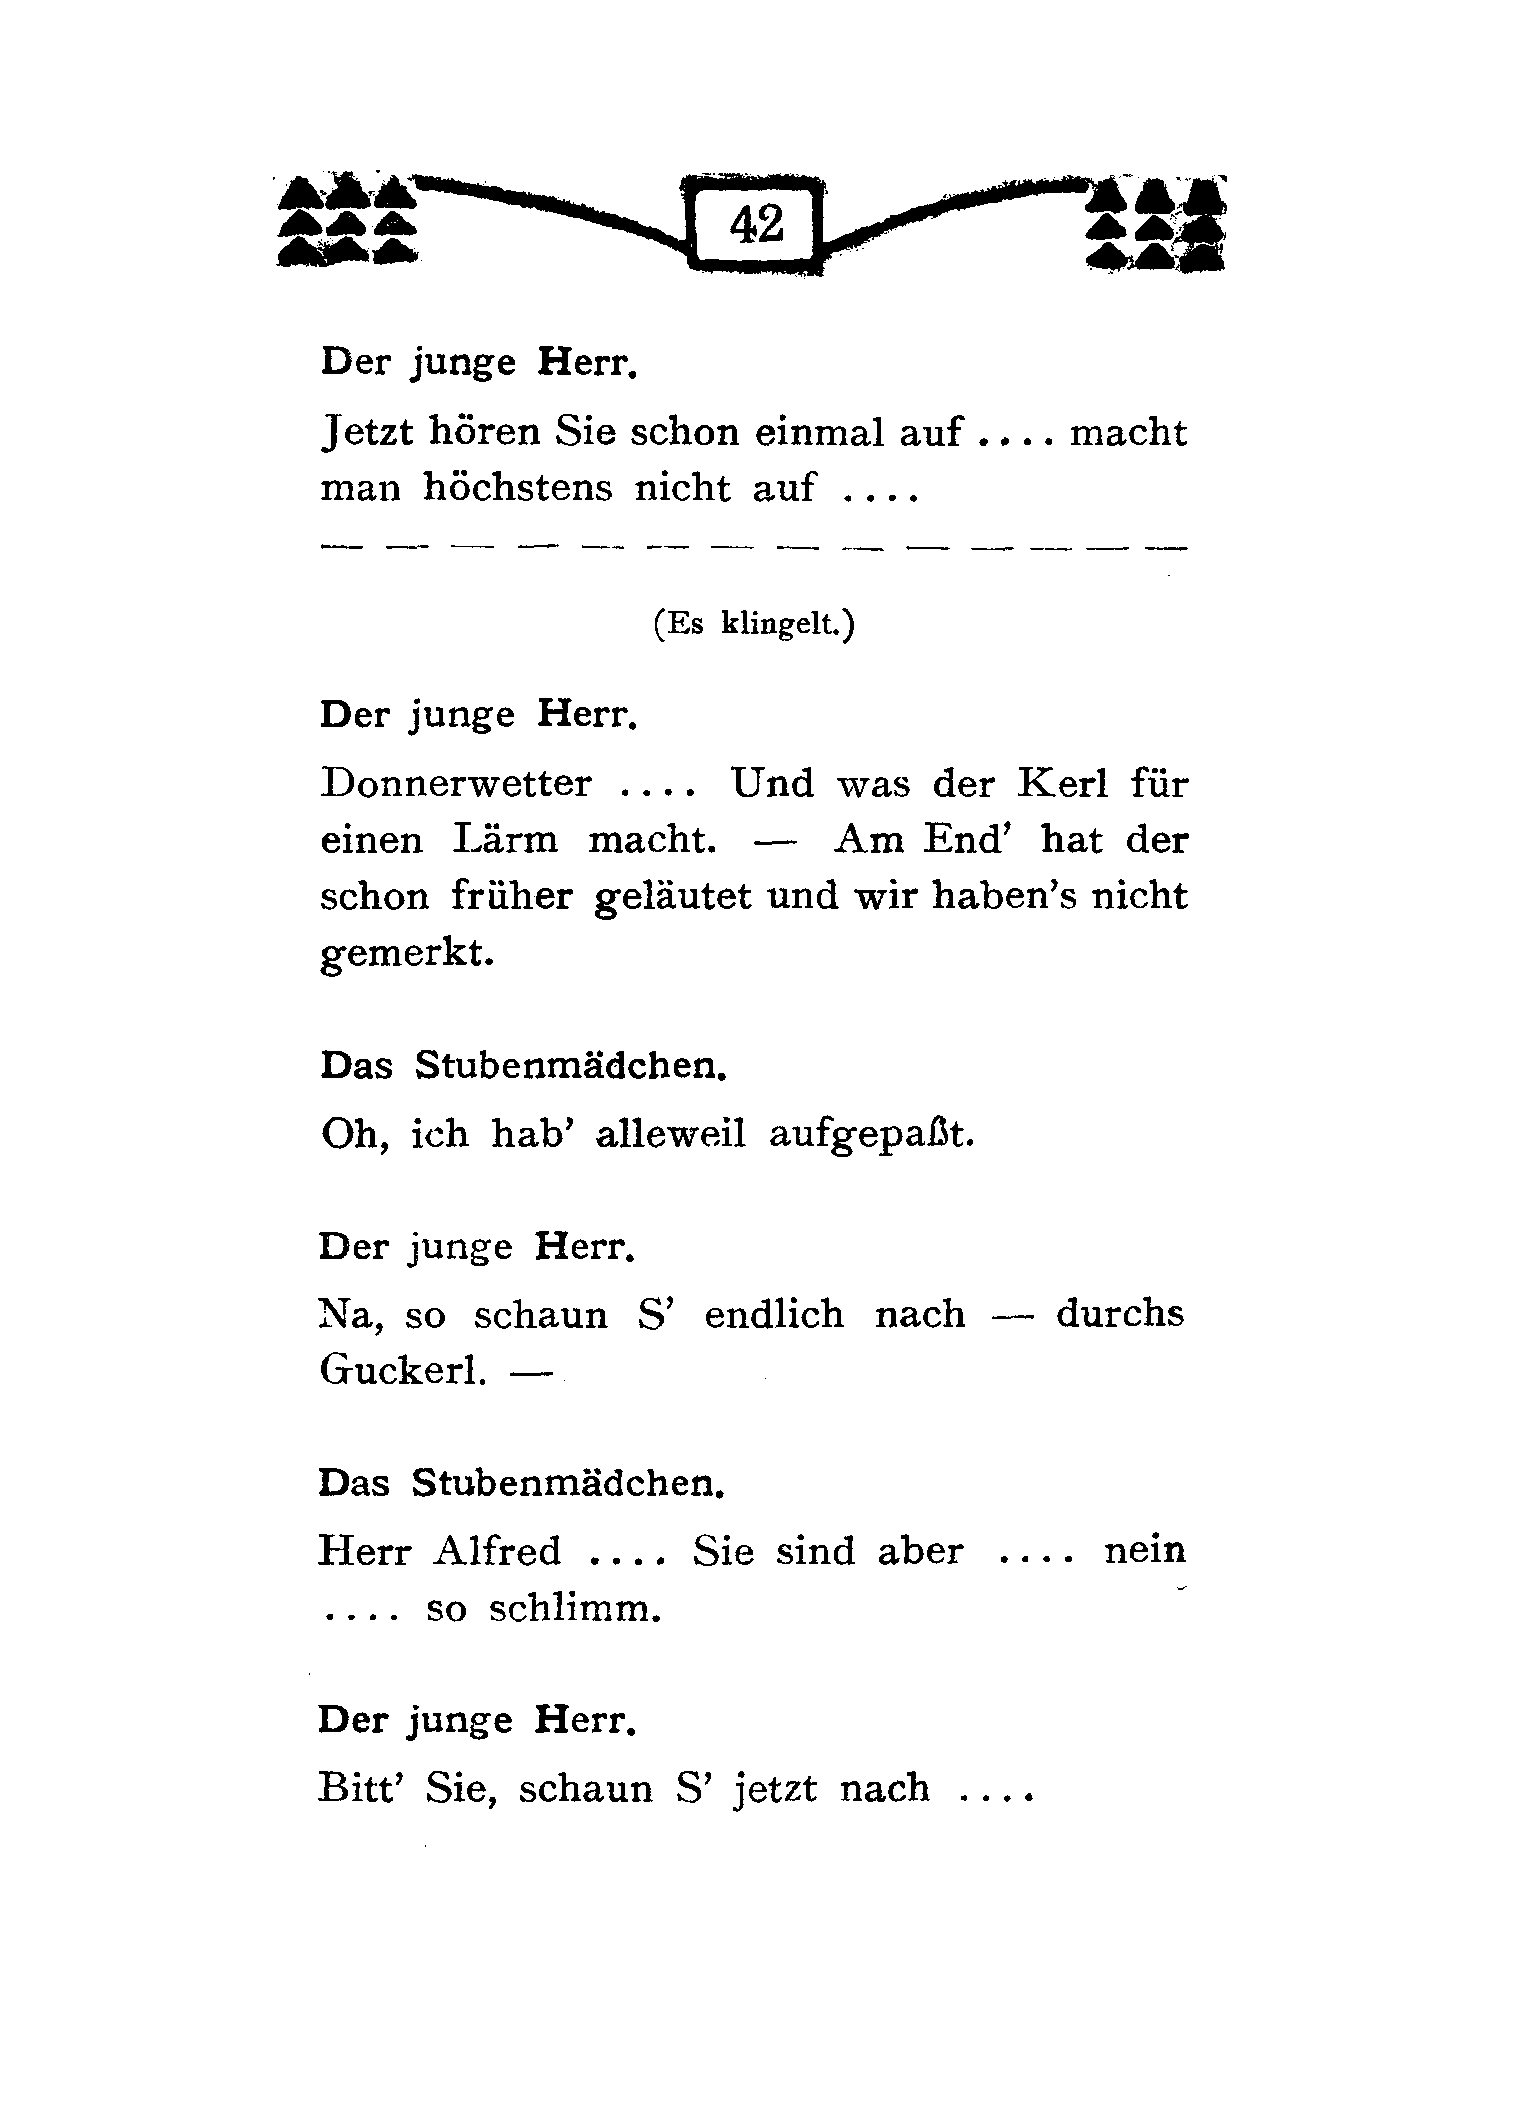 42
Der junge Herr.
Jetzt hören Sie schon einmal auf .... macht
man höchstens nicht auf ....
— — — — — — — — — — — — — —
(Es klingelt.)
Der junge Herr.
Donnerwetter .... Und was der Kerl für
einen Lärm macht. — Am End’ hat der
schon früher geläutet und wir haben’s nicht
gemerkt.
Das Stubenmädchen.
Oh, ich hab’ alleweil aufgepaßt.
Der junge Herr.
Na, so schaun S’ endlich nach — durchs
Guckerl. —
Das Stubenmädchen.
Herr Alfred .... Sie sind aber .... nein
.... so schlimm.
Der junge Herr.
Bitt’ Sie, schaun S’ jetzt nach ....